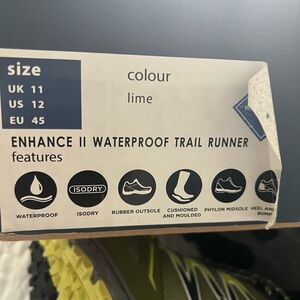 size
UK 11
US 12
EU 45
colour
lime
ENHANCE II WATERPROOF TRAIL RUNNER
features
ISODRY
WATERPROOF
ISODRY
RUBBER OUTSOLE
CUSHIONED
AND MOULDED
PHYLON MIDSOLE
HEEL AND
BUMP